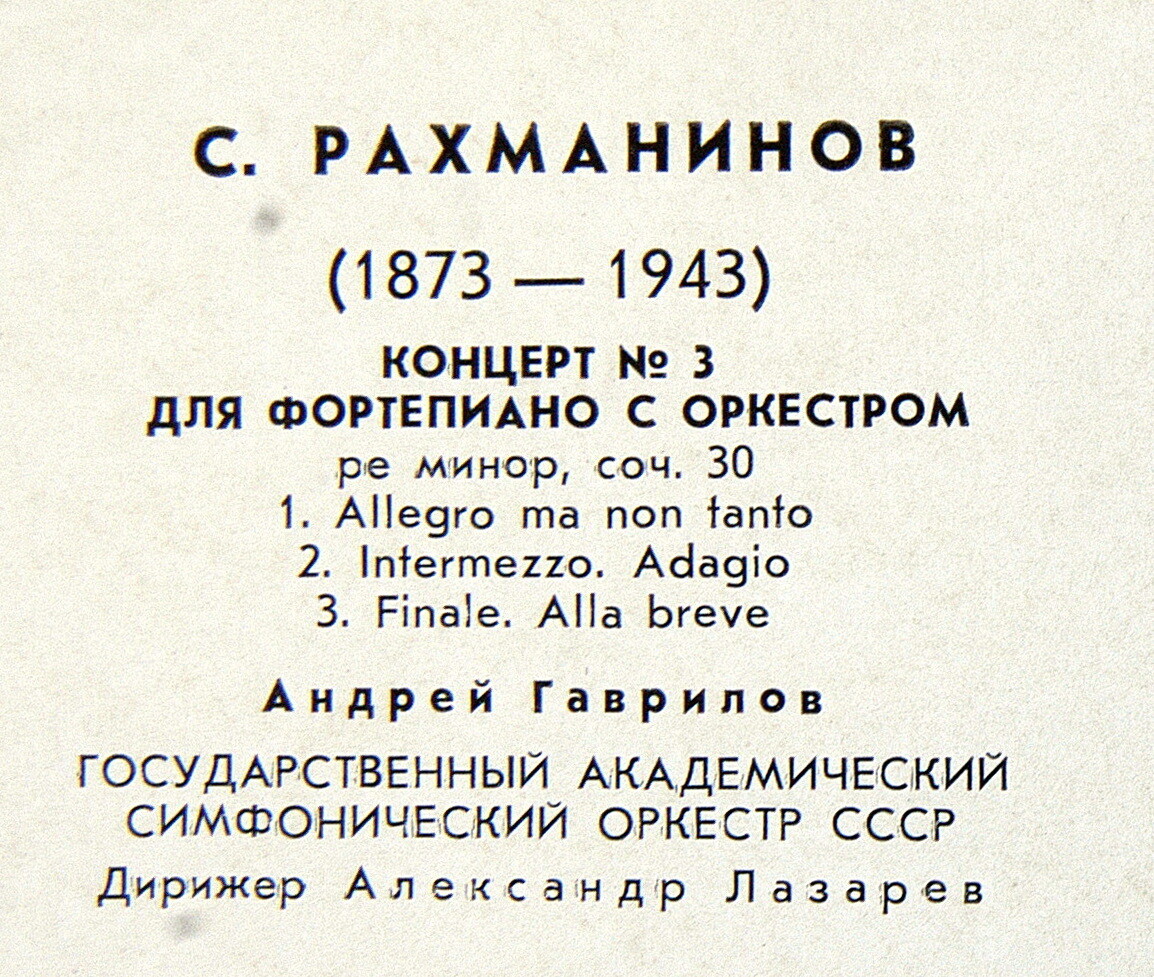 С. РАХМАНИНОВ
(1873 — 1943)
КОНЦЕРТ № 3
ДЛЯ ФОРТЕПИАНО С ОРКЕСТРОМ
ре минор, соч. 30
1. Allegro ma non tanto
2. Intermezzo. Adagio
3. Finale. Alla breve
Андрей Гаврилов
ГОСУДАРСТВЕННЫЙ АКАДЕМИЧЕСКИЙ
СИМФОНИЧЕСКИЙ ОРКЕСТР СССР
Дирижер Александр Лазарев